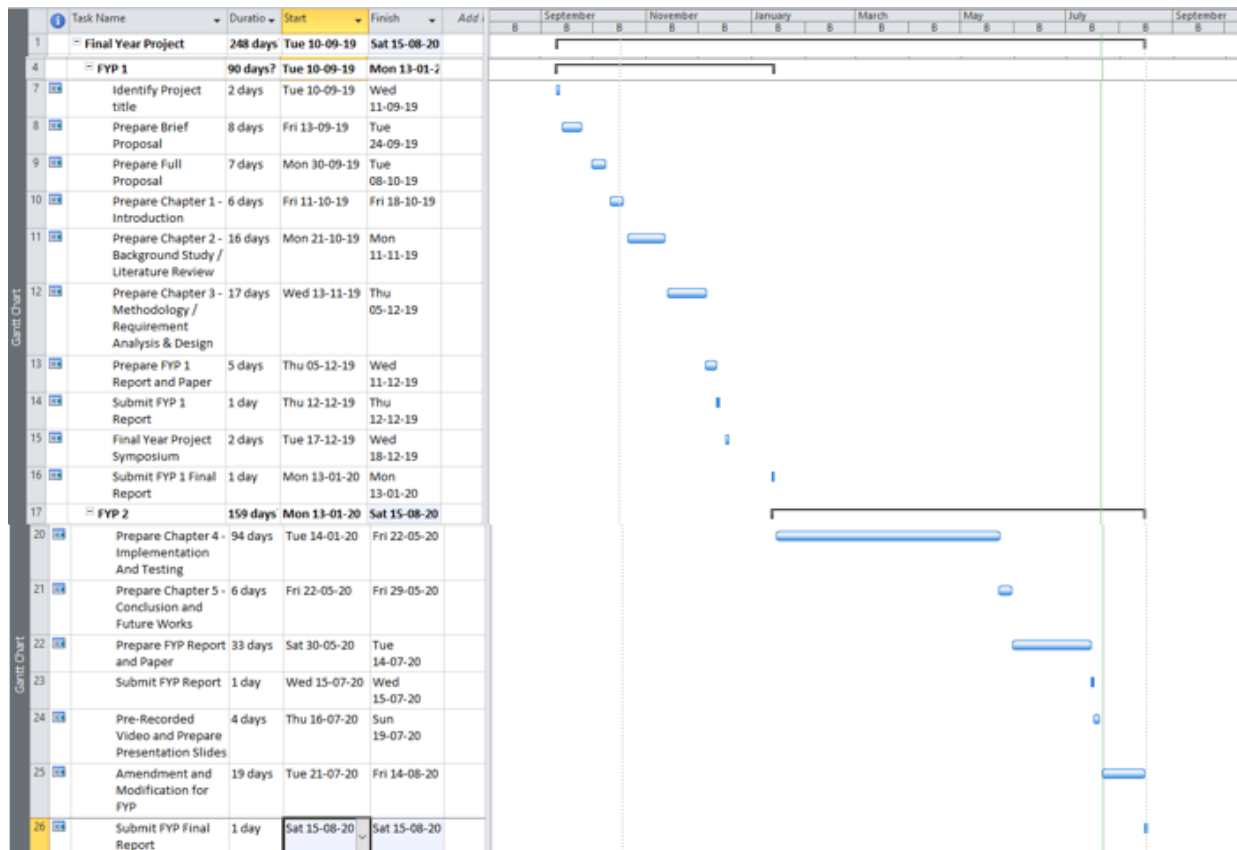 Task Name Duratio Start Finish Add
September November January March May July September
B B B B B B B B B B B B B B
1 Final Year Project 248 days Tue 10-09-19 Sat 15-08-20
4 FYP 1 90 days? Tue 10-09-19 Mon 13-01-2
7 Identify Project 2 days Tue 10-09-19 Wed
title 11-09-19
8 Prepare Brief 8 days Fri 13-09-19 Tue
Proposal 24-09-19
9 Prepare Full 7 days Mon 30-09-19 Tue
Proposal 08-10-19
10 Prepare Chapter 1 - 6 days Fri 11-10-19 Fri 18-10-19
Introduction
11 Prepare Chapter 2 - 16 days Mon 21-10-19 Mon
Background Study / 11-11-19
Literature Review
12 Prepare Chapter 3 - 17 days Wed 13-11-19 Thu
Methodology / 05-12-19
Requirement
Analysis & Design
Gantt Chart
13 Prepare FYP 1 5 days Thu 05-12-19 Wed
Report and Paper 11-12-19
14 Submit FYP 1 1 day Thu 12-12-19 Thu
Report 12-12-19
15 Final Year Project 2 days Tue 17-12-19 Wed
Symposium 18-12-19
16 Submit FYP 1 Final 1 day Mon 13-01-20 Mon
Report 13-01-20
17 FYP 2 159 days Mon 13-01-20 Sat 15-08-20
20 Prepare Chapter 4 - 94 days Tue 14-01-20 Fri 22-05-20
Implementation
And Testing
21 Prepare Chapter 5 - 6 days Fri 22-05-20 Fri 29-05-20
Conclusion and
Future Works
22 Prepare FYP Report 33 days Sat 30-05-20 Tue
and Paper 14-07-20
Gantt Chart
23 Submit FYP Report 1 day Wed 15-07-20 Wed
15-07-20
24 Pre-Recorded 4 days Thu 16-07-20 Sun
Video and Prepare 19-07-20
Presentation Slides
25 Amendment and 19 days Tue 21-07-20 Fri 14-08-20
Modification for
FYP
26 Submit FYP Final 1 day Sat 15-08-20 Sat 15-08-20
Report